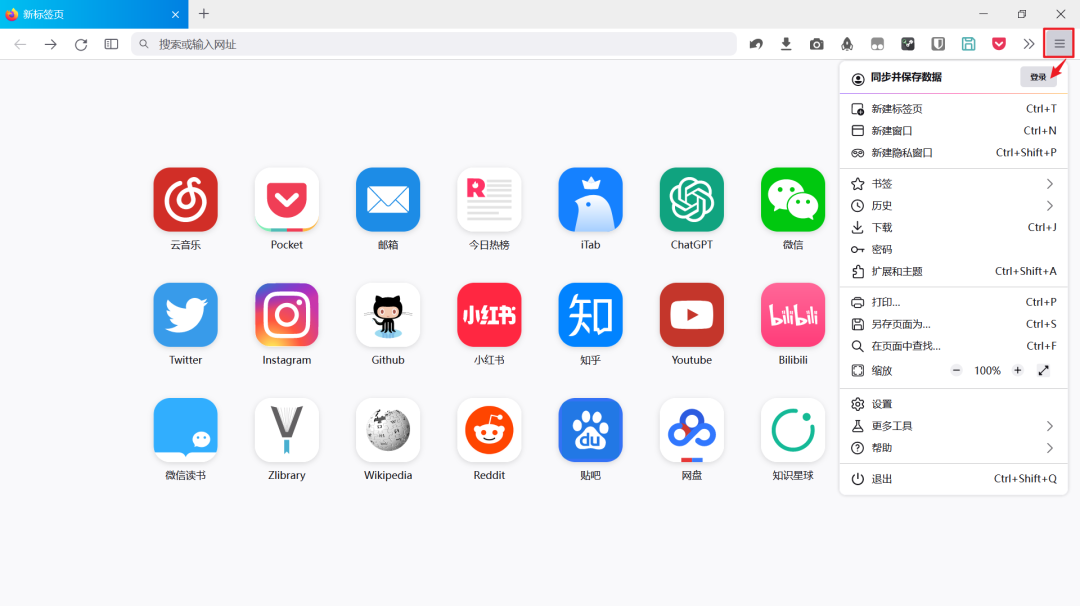 新标签页
搜索或输入网址
同步并保存数据
登录
新建标签页 Ctrl+T
新建窗口 Ctrl+N
新建隐私窗口 Ctrl+Shift+P
书签
历史
下载 Ctrl+J
密码
扩展和主题 Ctrl+Shift+A
打印... Ctrl+P
另存页面为... Ctrl+S
在页面中查找... Ctrl+F
缩放 − 100% +
设置
更多工具
帮助
退出 Ctrl+Shift+Q
R
云音乐 Pocket 邮箱 今日热榜 iTab ChatGPT 微信
小红书 知 bilibili
Twitter Instagram Github 小红书 知乎 Youtube Bilibili
du
微信读书 Zlibrary Wikipedia Reddit 贴吧 网盘 知识星球